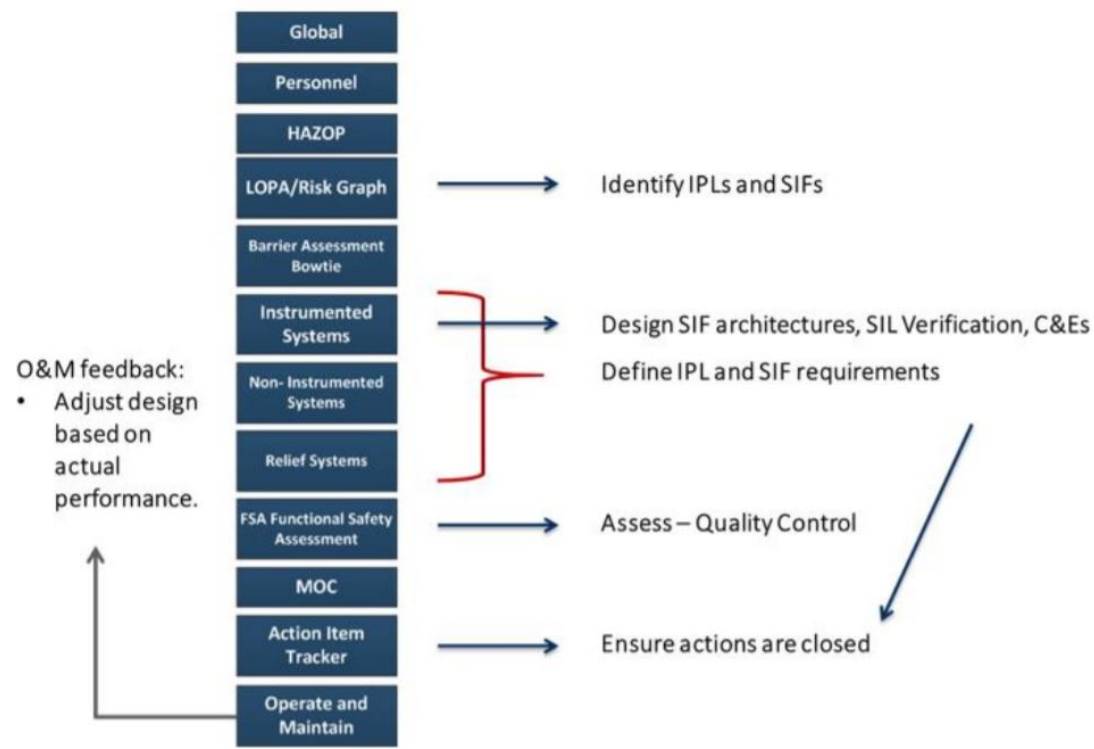 Global
Personnel
HAZOP
LOPA/Risk Graph
Identify IPLs and SIFs
Barrier Assessment
Bowtie
Instrumented
Systems
Design SIF architectures, SIL Verification, C&Es
Define IPL and SIF requirements
O&M feedback:
• Adjust design
based on
actual
performance.
Non- Instrumented
Systems
Relief Systems
FSA Functional Safety
Assessment
Assess – Quality Control
MOC
Action Item
Tracker
Ensure actions are closed
Operate and
Maintain